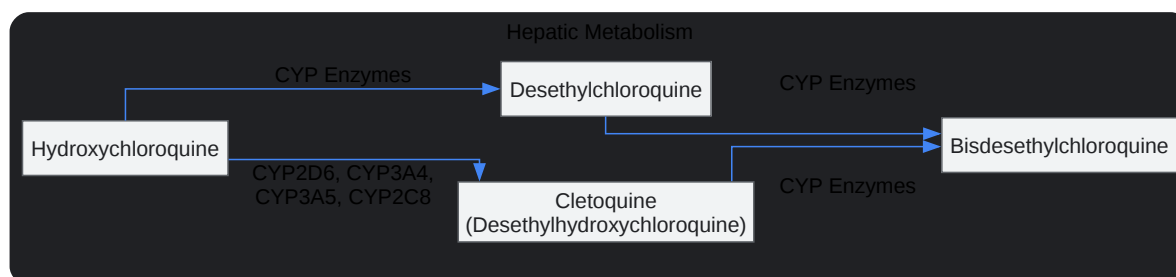 Hepatic Metabolism
CYP Enzymes
Desethylchloroquine
CYP Enzymes
Hydroxychloroquine
Bisdesethylchloroquine
CYP2D6, CYP3A4,
CYP3A5, CYP2C8
Cletoquine
(Desethylhydroxychloroquine)
CYP Enzymes